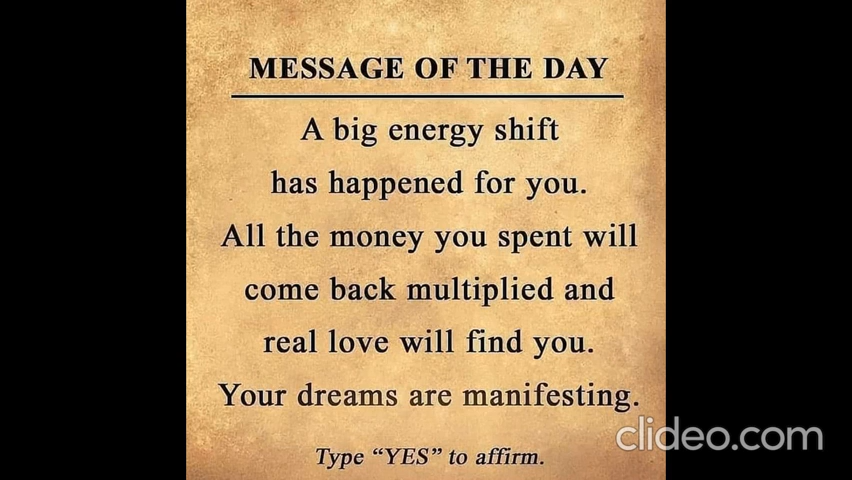 MESSAGE OF THE DAY
A big energy shift
has happened for you.
All the money you spent will
come back multiplied and
real love will find you.
Your dreams are manifesting.
Type “YES” to affirm.
clideo.com